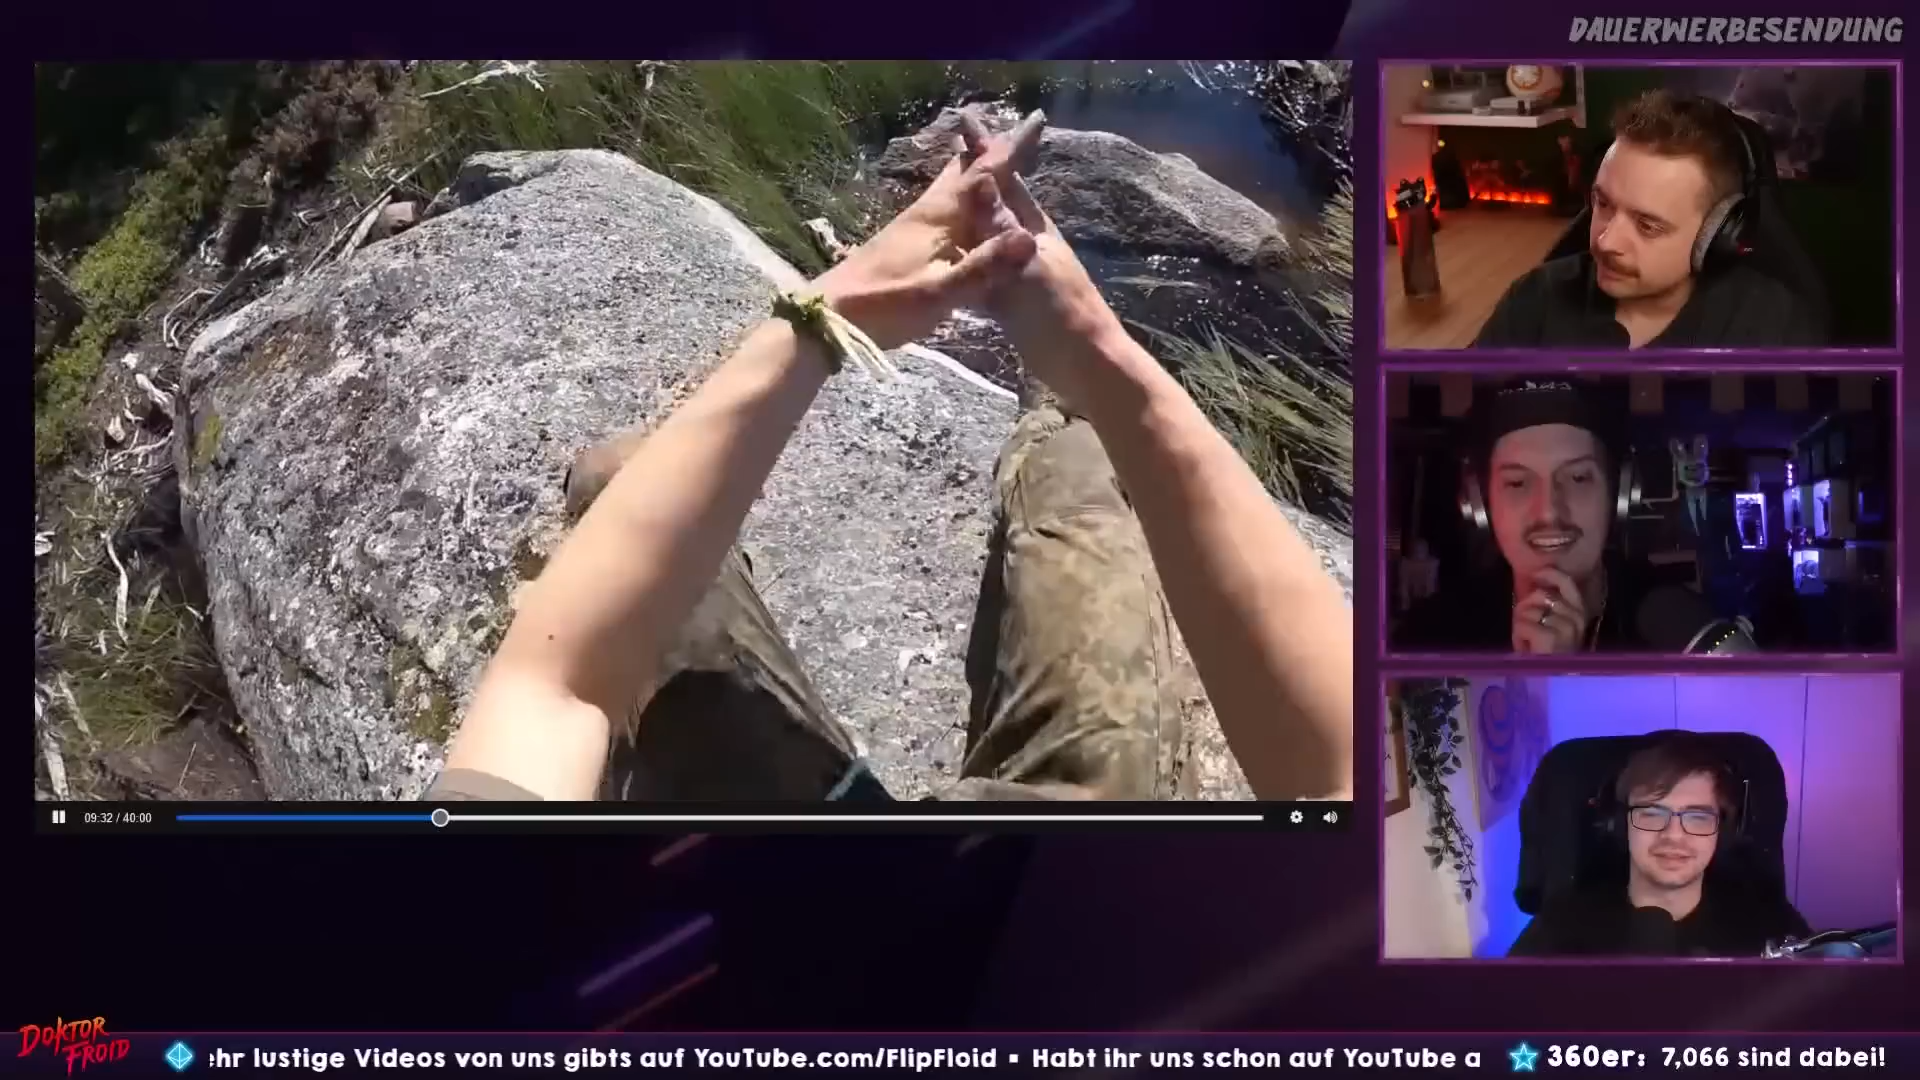 DAUERWERBESENDUNG
09:32 / 40:00
DOKTOR
FROID
ehr lustige Videos von uns gibts auf YouTube.com/FlipFloid ▪ Habt ihr uns schon auf YouTube a
360er: 7,066 sind dabei!